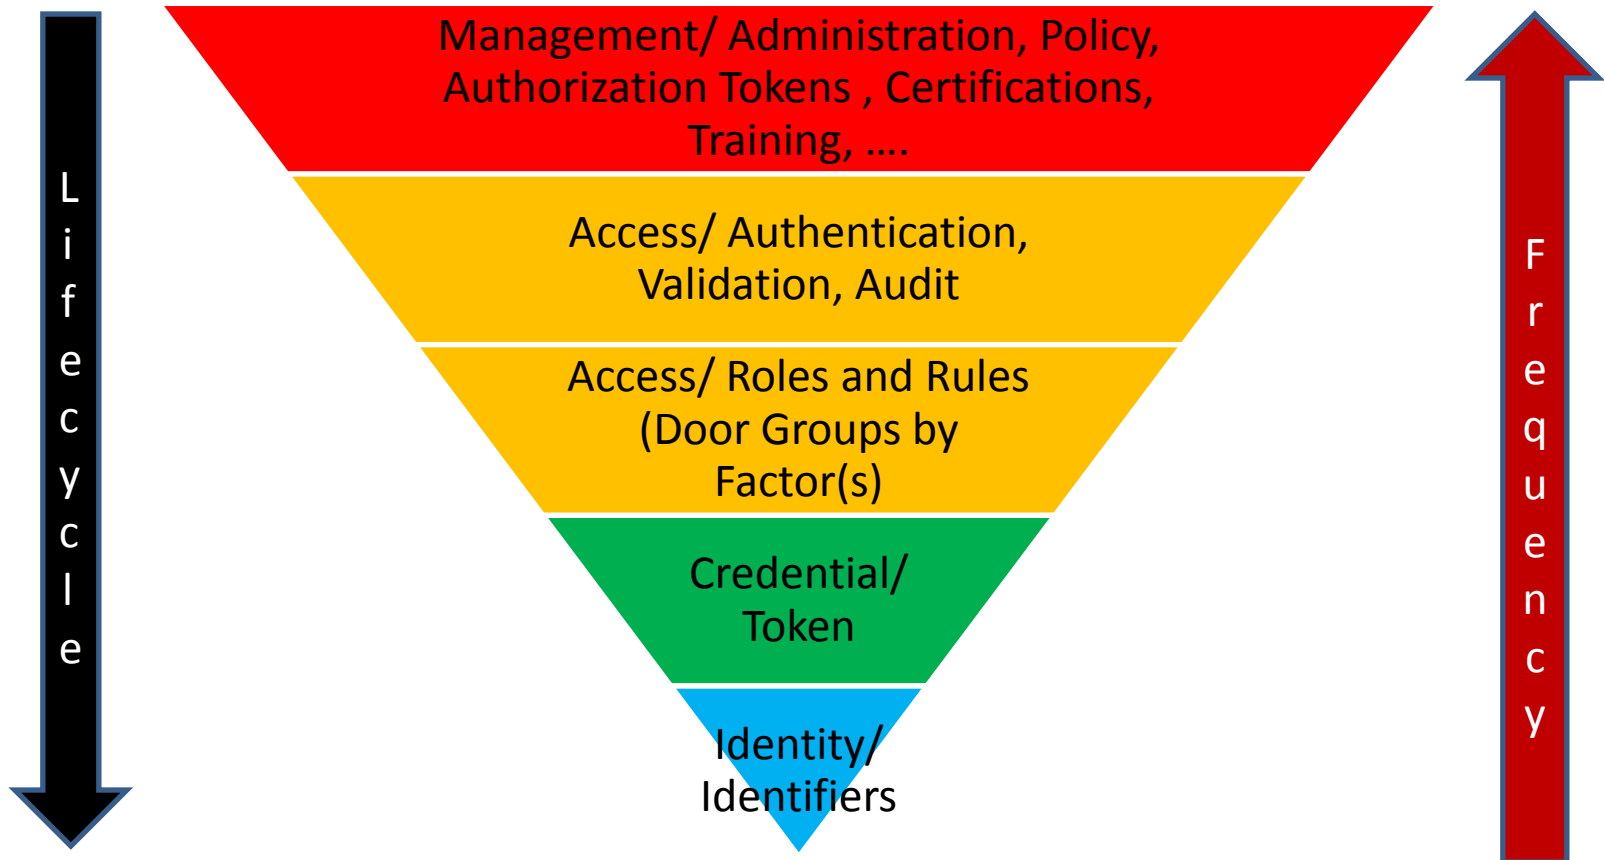 Lifecycle
Management/ Administration, Policy,
Authorization Tokens , Certifications,
Training, ....
Access/ Authentication,
Validation, Audit
Access/ Roles and Rules
(Door Groups by
Factor(s)
Credential/
Token
Identity/
Identifiers
Frequency